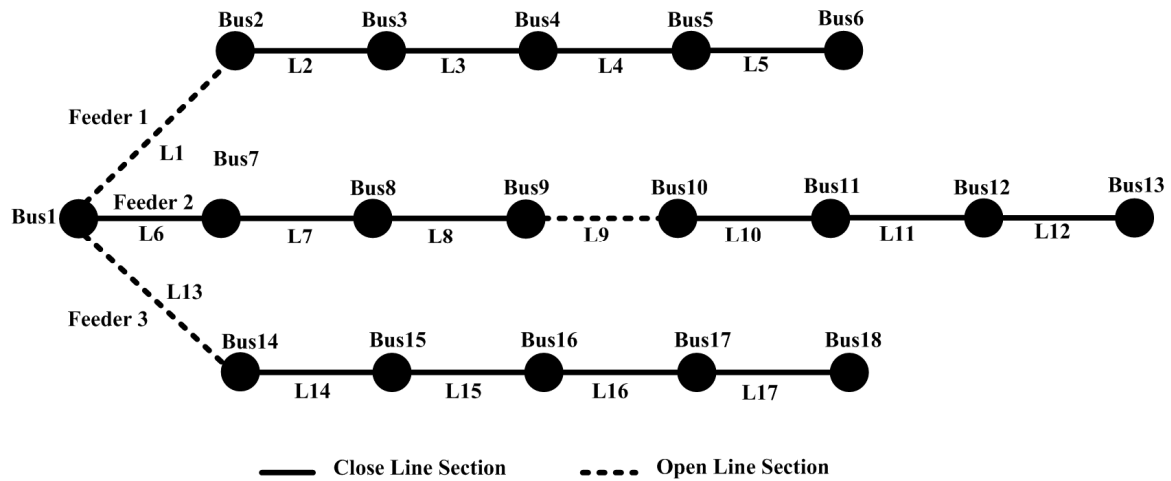 Bus2 Bus3 Bus4 Bus5 Bus6
L2 L3 L4 L5
Feeder 1
L1
Bus7
Bus8 Bus9 Bus10 Bus11 Bus12 Bus13
Bus1 Feeder 2
L6 L7 L8 L9 L10 L11 L12
L13
Feeder 3
Bus14 Bus15 Bus16 Bus17 Bus18
L14 L15 L16 L17
Close Line Section Open Line Section